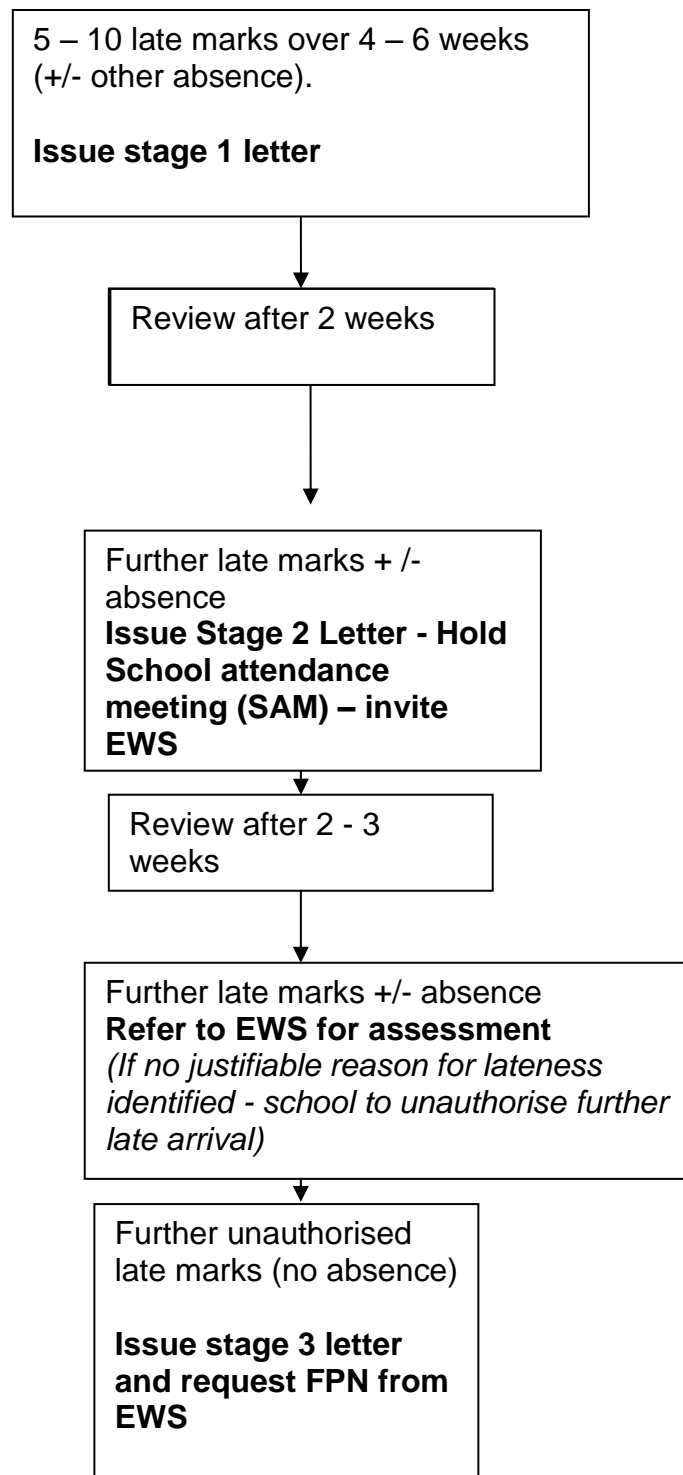 5 – 10 late marks over 4 – 6 weeks
(+/- other absence).
Issue stage 1 letter
Review after 2 weeks
Further late marks + /-
absence
Issue Stage 2 Letter - Hold
School attendance
meeting (SAM) – invite
EWS
Review after 2 - 3
weeks
Further late marks +/- absence
Refer to EWS for assessment
(If no justifiable reason for lateness
identified - school to unauthorise further
late arrival)
Further unauthorised
late marks (no absence)
Issue stage 3 letter
and request FPN from
EWS